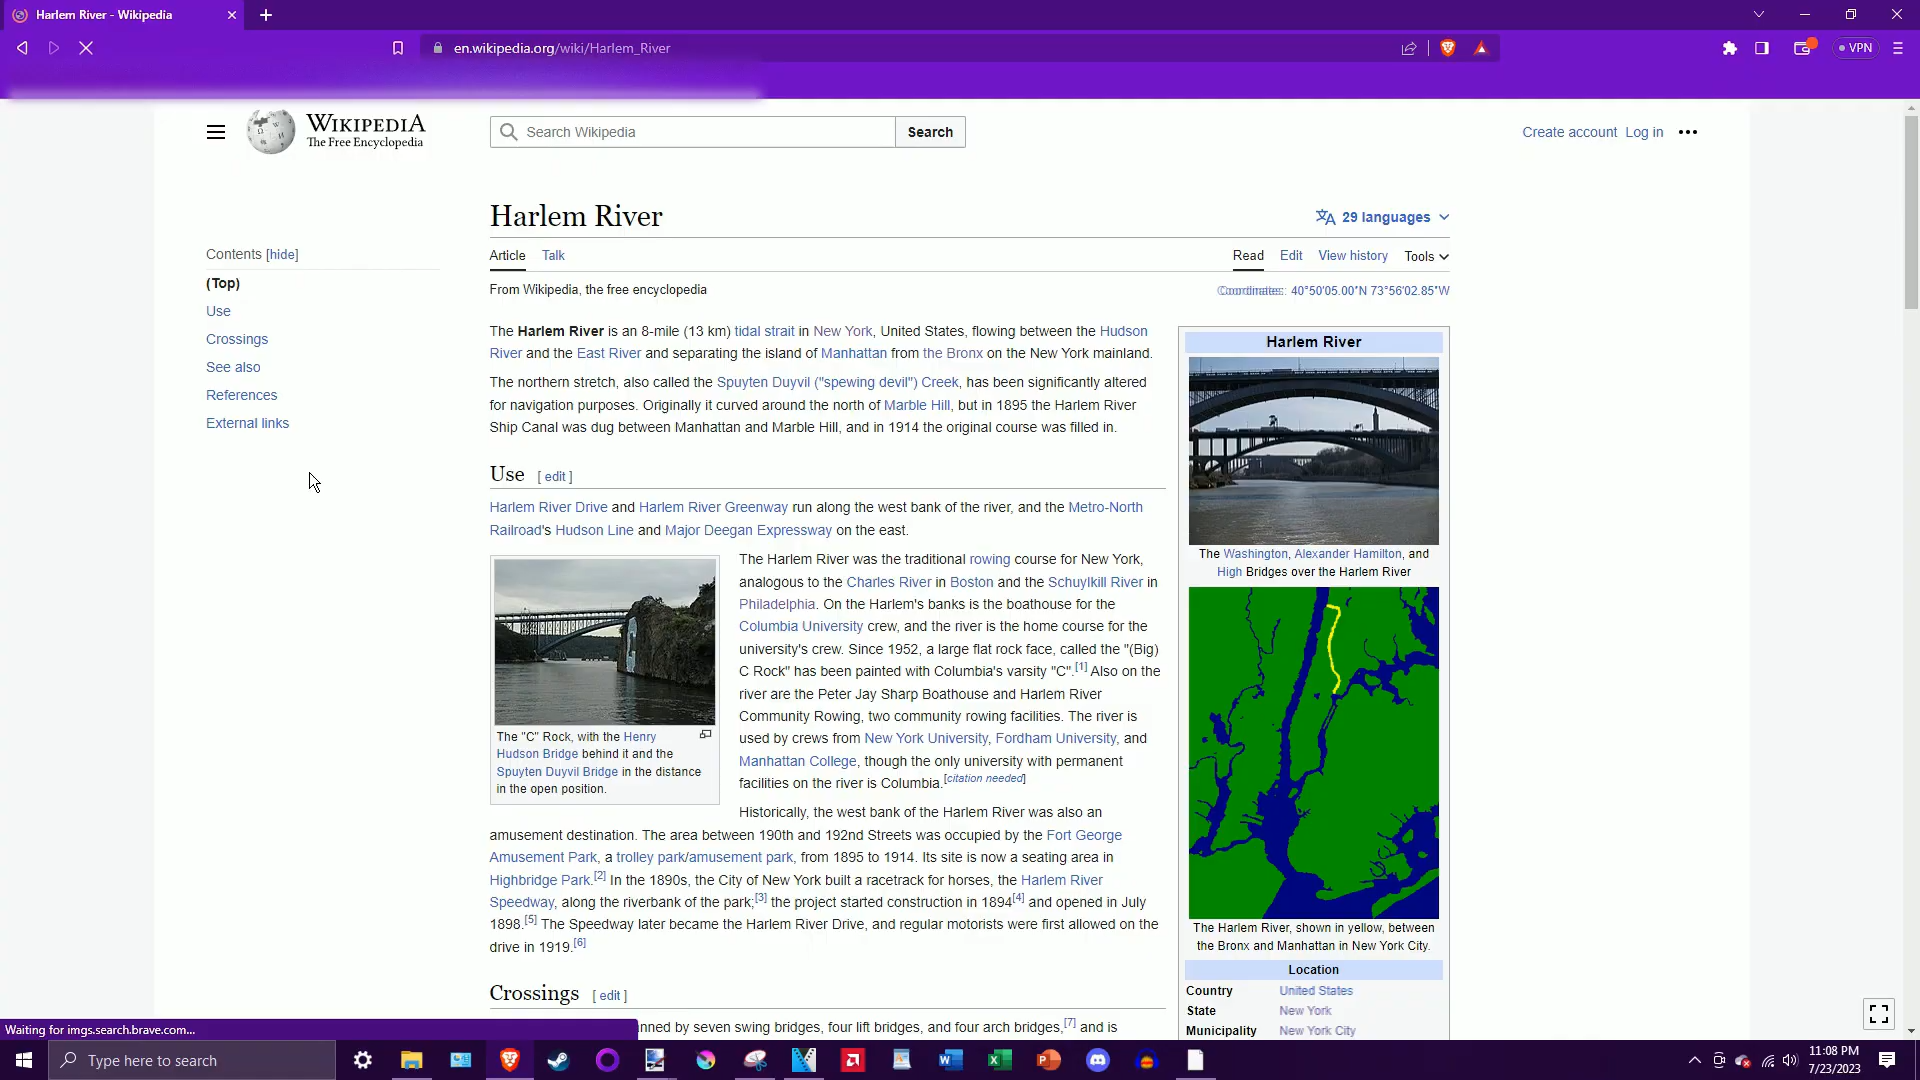 Harlem River - Wikipedia
en.wikipedia.org/wiki/Harlem_River
VPN
WIKIPEDIA
The Free Encyclopedia
Search Wikipedia
Search
Create account Log in
Harlem River
29 languages
Contents [hide]
(Top)
Use
Crossings
See also
References
External links
Article Talk
Read Edit View history Tools
From Wikipedia, the free encyclopedia
Coordinates: 40°50′05.00″N 73°56′02.85″W
The Harlem River is an 8-mile (13 km) tidal strait in New York, United States, flowing between the Hudson
River and the East River and separating the island of Manhattan from the Bronx on the New York mainland.
The northern stretch, also called the Spuyten Duyvil ("spewing devil") Creek, has been significantly altered
for navigation purposes. Originally it curved around the north of Marble Hill, but in 1895 the Harlem River
Ship Canal was dug between Manhattan and Marble Hill, and in 1914 the original course was filled in.
Use [ edit ]
Harlem River Drive and Harlem River Greenway run along the west bank of the river, and the Metro-North
Railroad's Hudson Line and Major Deegan Expressway on the east.
The "C" Rock, with the Henry
Hudson Bridge behind it and the
Spuyten Duyvil Bridge in the distance
in the open position.
The Harlem River was the traditional rowing course for New York,
analogous to the Charles River in Boston and the Schuylkill River in
Philadelphia. On the Harlem's banks is the boathouse for the
Columbia University crew, and the river is the home course for the
university's crew. Since 1952, a large flat rock face, called the "(Big)
C Rock" has been painted with Columbia's varsity "C".[1] Also on the
river are the Peter Jay Sharp Boathouse and Harlem River
Community Rowing, two community rowing facilities. The river is
used by crews from New York University, Fordham University, and
Manhattan College, though the only university with permanent
facilities on the river is Columbia.[citation needed]
Historically, the west bank of the Harlem River was also an
amusement destination. The area between 190th and 192nd Streets was occupied by the Fort George
Amusement Park, a trolley park/amusement park, from 1895 to 1914. Its site is now a seating area in
Highbridge Park.[2] In the 1890s, the City of New York built a racetrack for horses, the Harlem River
Speedway, along the riverbank of the park;[3] the project started construction in 1894[4] and opened in July
1898.[5] The Speedway later became the Harlem River Drive, and regular motorists were first allowed on the
drive in 1919.[6]
Crossings [ edit ]
nned by seven swing bridges, four lift bridges, and four arch bridges,[7] and is
Harlem River
The Washington, Alexander Hamilton, and
High Bridges over the Harlem River
The Harlem River, shown in yellow, between
the Bronx and Manhattan in New York City.
Location
Country United States
State New York
Municipality New York City
Waiting for imgs.search.brave.com...
Type here to search
11:08 PM
7/23/2023